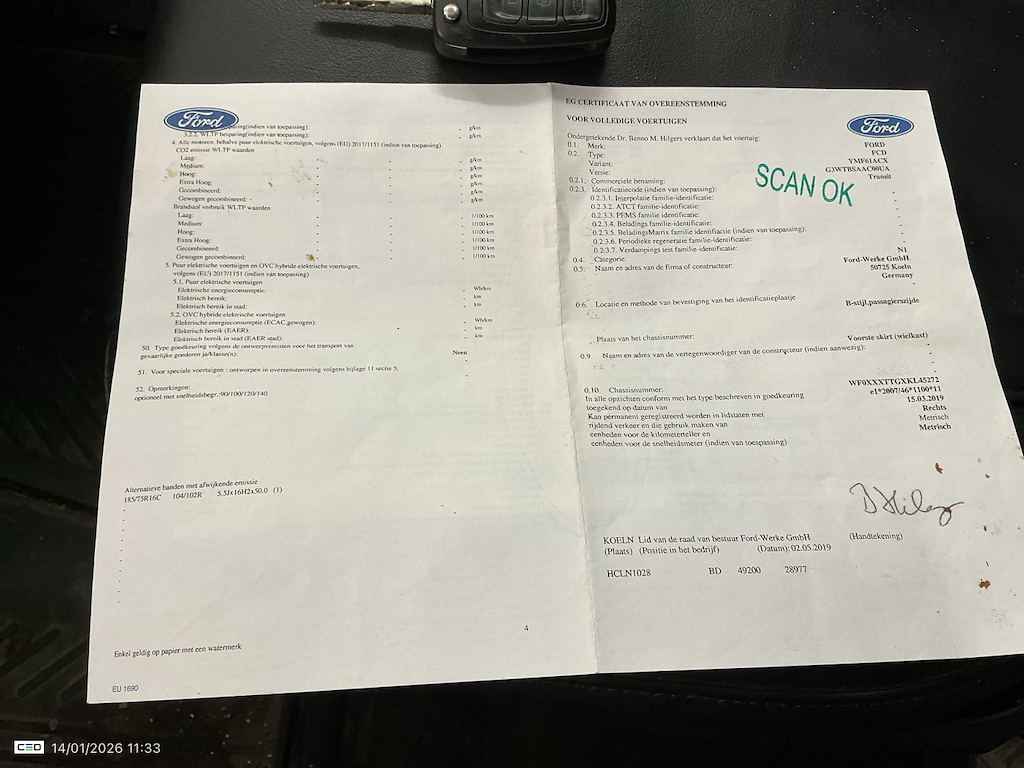 Ford
3.2.2. WLTP besparing(indien van toepassing): - g/km
4. Alle motoren, behalve puur elektrische voertuigen, volgens (EU) 2017/1151 (indien van toepassing)
CO2 emissie WLTP waarden
Laag: - - g/km
Medium: - - g/km
Hoog: - - g/km
Extra Hoog: - - g/km
Gecombineerd: - - g/km
Gewogen gecombineerd: - - g/km
Brandstof verbruik WLTP waarden
Laag: - - l/100 km
Medium: - - l/100 km
Hoog: - - l/100 km
Extra Hoog: - - l/100 km
Gecombineerd: - - l/100 km
Gewogen gecombineerd: - - l/100 km
5. Puur elektrische voertuigen en OVC hybride elektrische voertuigen,
volgens (EU) 2017/1151 (indien van toepassing)
5.1. Puur elektrische voertuigen
Elektrische energieconsumptie: - Wh/km
Elektrisch bereik: - km
Elektrisch bereik in stad: - km
5.2. OVC hybride elektrische voertuigen
Elektrische energieconsumptie (ECAC,gewogen): - Wh/km
Elektrisch bereik (EAER): - km
Elektrisch bereik in stad (EAER stad): - km
50. Type goedkeuring volgens de ontwerpvereisten voor het transport van
gevaarlijke goederen ja/klasse(n): Neen
51. Voor speciale voertuigen : ontworpen in overeenstemming volgens bijlage 11 sectie 5: -
52. Opmerkingen:
optioneel met snelheidsbegr.:90/100/120/140
Alternatieve banden met afwijkende emissie
185/75R16C 104/102R 5.5Jx16H2x50.0 (1)
4
Enkel geldig op papier met een watermerk
EU 1690
EG CERTIFICAAT VAN OVEREENSTEMMING
VOOR VOLLEDIGE VOERTUIGEN
Ford
Ondergetekende Dr. Benno M. Hilgers verklaart dat het voertuig:
0.1. Merk: FORD
0.2. Type: FCD
Variant: YMF61ACX
Versie: G3WTBSAAC00UA
0.2.1. Commerciele benaming: Transit
SCAN OK
0.2.3. Identificatiecode (indien van toepassing):
0.2.3.1. Interpolatie familie-identificatie: -
0.2.3.2. ATCT familie-identificatie: -
0.2.3.3. PEMS familie identificatie: -
0.2.3.4. Beladings familie-identificatie: -
0.2.3.5. BeladingsMatrix familie identifiactie (indien van toepassing): -
0.2.3.6. Periodieke regeneratie familie-identificatie: -
0.2.3.7. Verdampings test familie-identificatie: -
0.4. Categorie: N1
0.5. Naam en adres van de firma of constructeur: Ford-Werke GmbH
50725 Koeln
Germany
0.6. Locatie en methode van bevestiging van het identificatieplaatje B-stijl,passagierszijde
Plaats van het chassisnummer: Voorste skirt (wielkast)
0.9. Naam en adres van de vertegenwoordiger van de constructeur (indien aanwezig): -
0.10. Chassisnummer: WF0XXXTTGXKL45272
In alle opzichten conform met het type beschreven in goedkeuring e1*2007/46*1100*11
toegekend op datum van 15.03.2019
Kan permanent geregistreerd worden in lidstaten met Rechts
rijdend verkeer en die gebruik maken van Metrisch
eenheden voor de kilometerteller en Metrisch
eenheden voor de snelheidsmeter (indien van toespassing)
KOELN Lid van de raad van bestuur Ford-Werke GmbH (Handtekening)
(Plaats) (Positie in het bedrijf) (Datum): 02.05.2019
HCLN1028 BD 49200 28977
CEO 14/01/2026 11:33